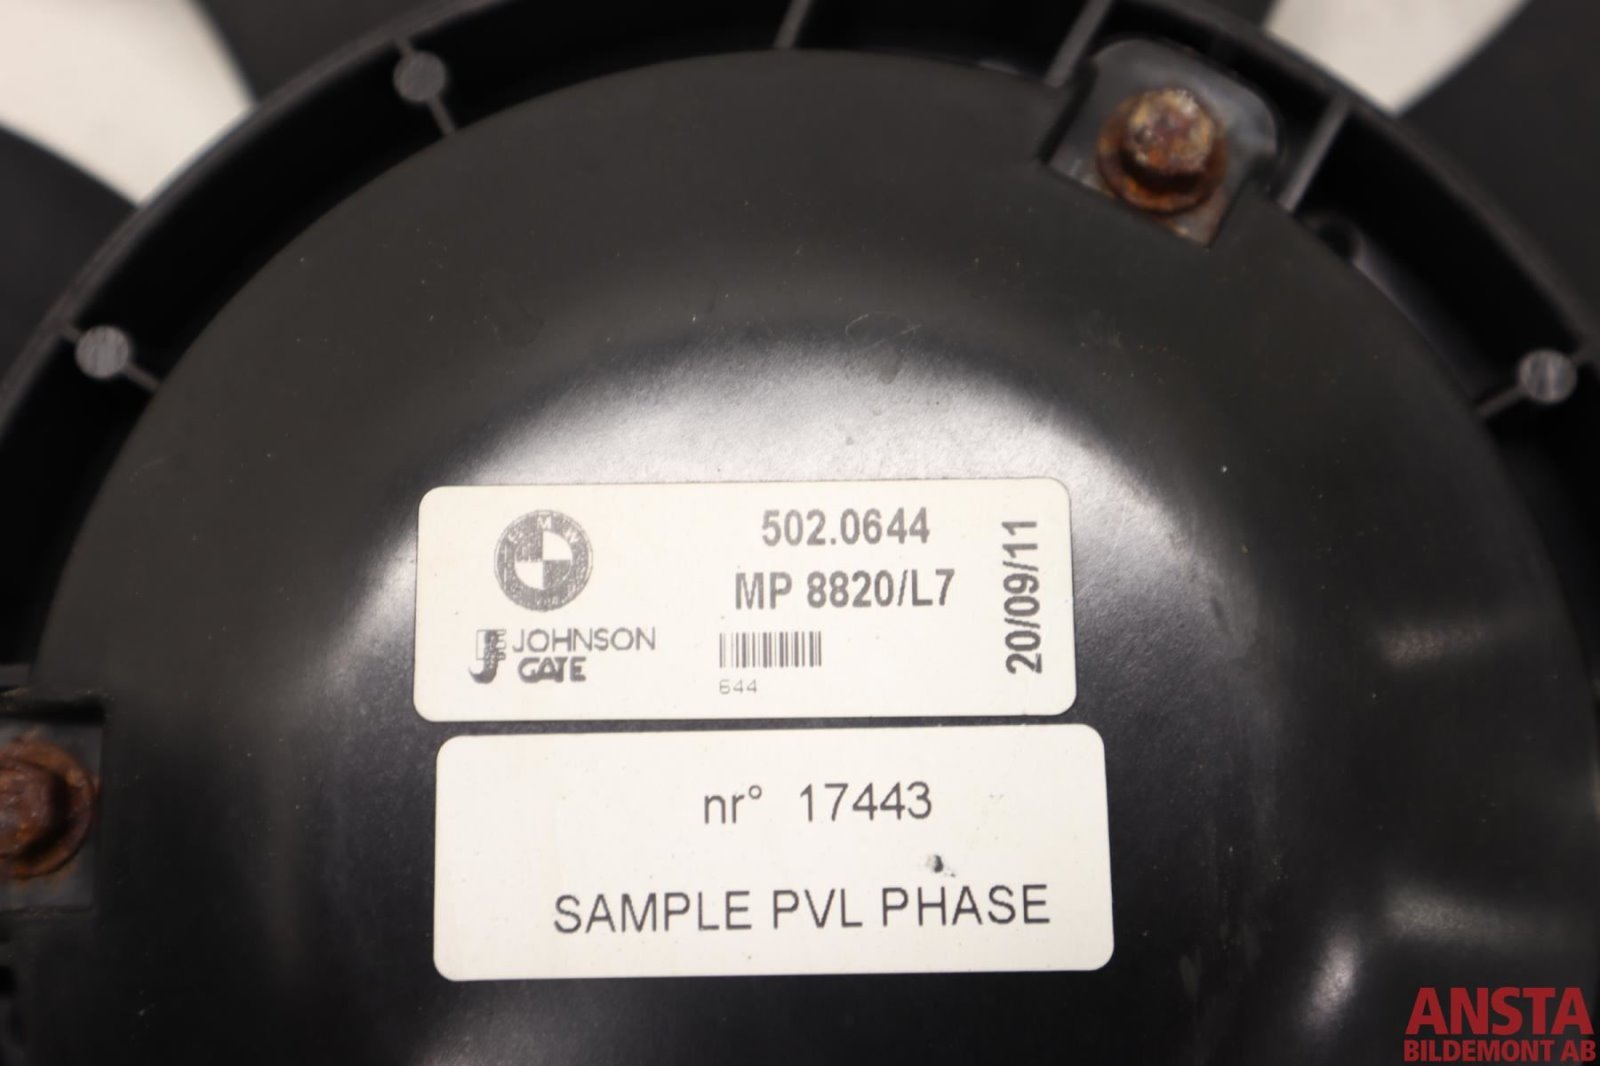 BMW
502.0644
MP 8820/L7
20/09/11
JOHNSON
GATE
644
nr° 17443
SAMPLE PVL PHASE
ANSTA
BILDEMONT AB